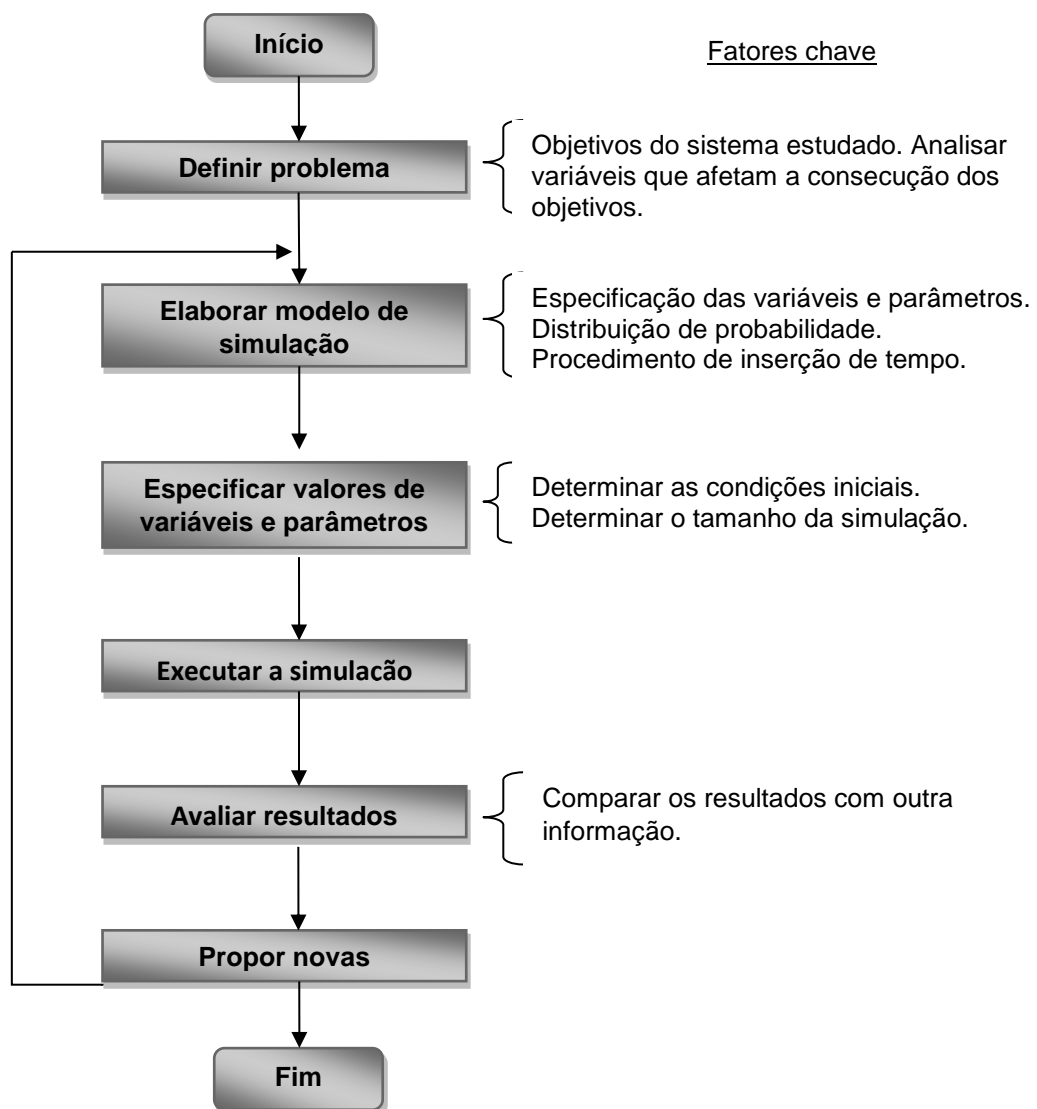 Início
Fatores chave
Definir problema
Objetivos do sistema estudado. Analisar
variáveis que afetam a consecução dos
objetivos.
Elaborar modelo de
simulação
Especificação das variáveis e parâmetros.
Distribuição de probabilidade.
Procedimento de inserção de tempo.
Especificar valores de
variáveis e parâmetros
Determinar as condições iniciais.
Determinar o tamanho da simulação.
Executar a simulacão
Avaliar resultados
Comparar os resultados com outra
informação.
Propor novas
Fim